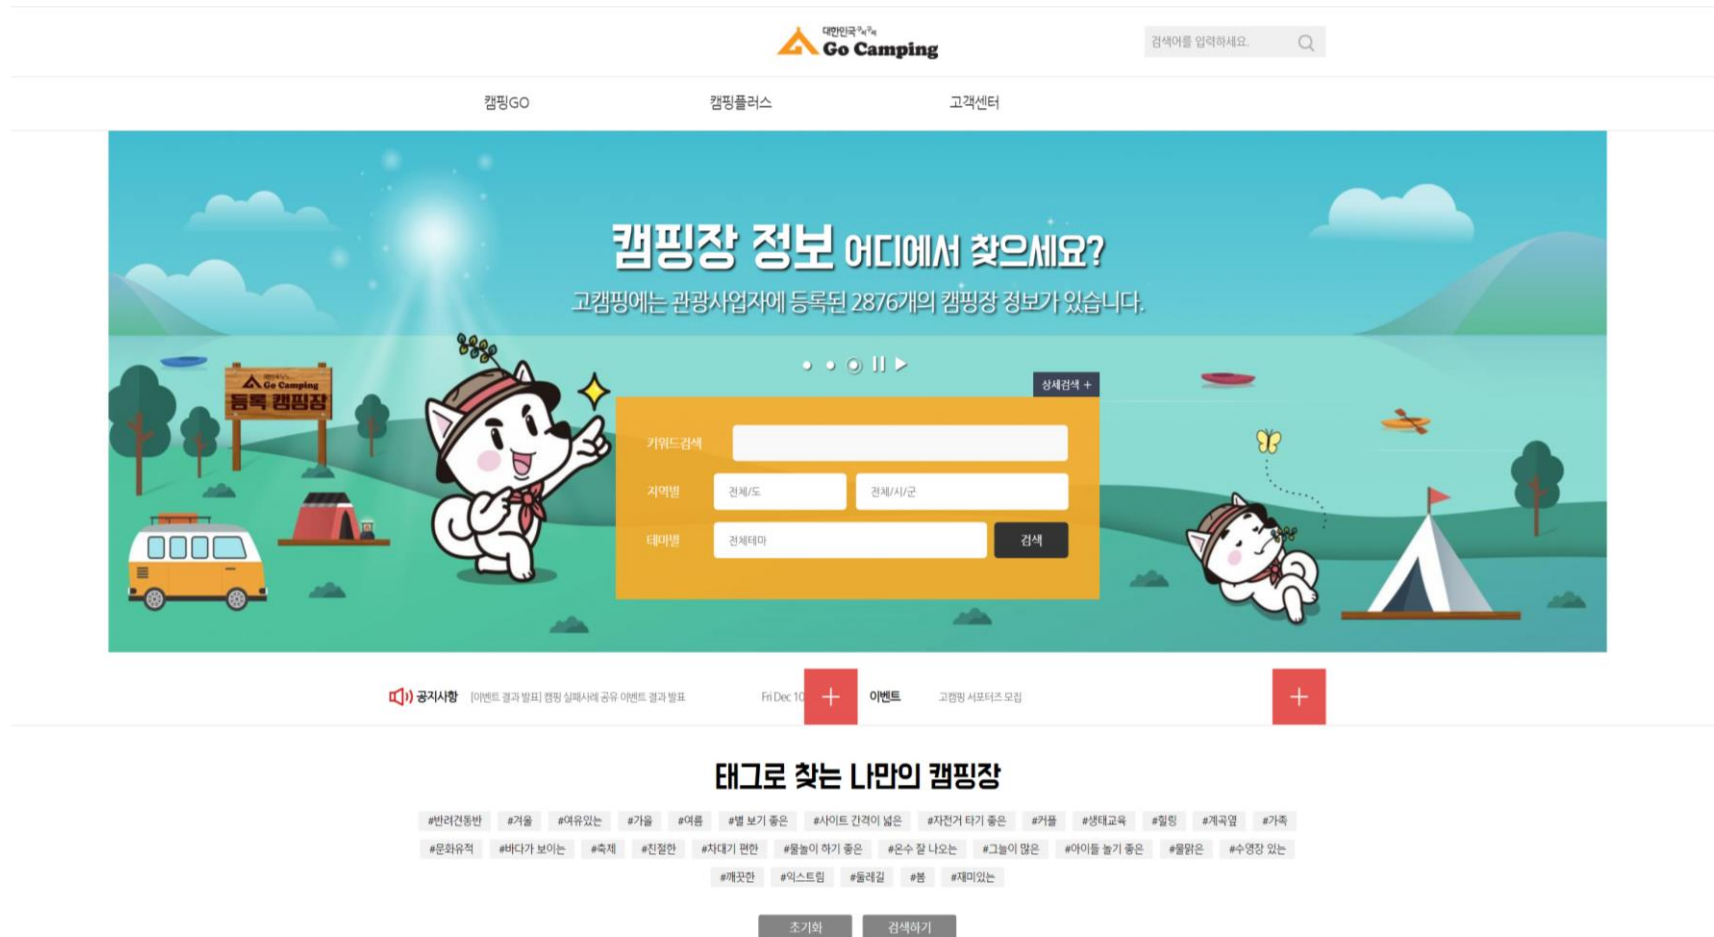 대한민국 구석구석
Go Camping
검색어를 입력하세요.
캠핑GO 캠핑플러스 고객센터
캠핑장 정보 어디에서 찾으세요?
고캠핑에는 관광사업자에 등록된 2876개의 캠핑장 정보가 있습니다.
Go Camping
등록 캠핑장
상세검색 +
키워드검색
지역별 전체/도 전체/시/군
테마별 전체테마 검색
공지사항 [이벤트 결과 발표] 캠핑 실패사례 공유 이벤트 결과 발표 Fri Dec 10 + 이벤트 고캠핑 서포터즈 모집 +
태그로 찾는 나만의 캠핑장
#반려견동반 #겨울 #여유있는 #가을 #여름 #별 보기 좋은 #사이트 간격이 넓은 #자전거 타기 좋은 #커플 #생태교육 #힐링 #계곡옆 #가족
#문화유적 #바다가 보이는 #축제 #친절한 #차대기 편한 #물놀이 하기 좋은 #온수 잘 나오는 #그늘이 많은 #아이들 놀기 좋은 #물맑은 #수영장 있는
#깨끗한 #익스트림 #둘레길 #봄 #재미있는
초기화 검색하기